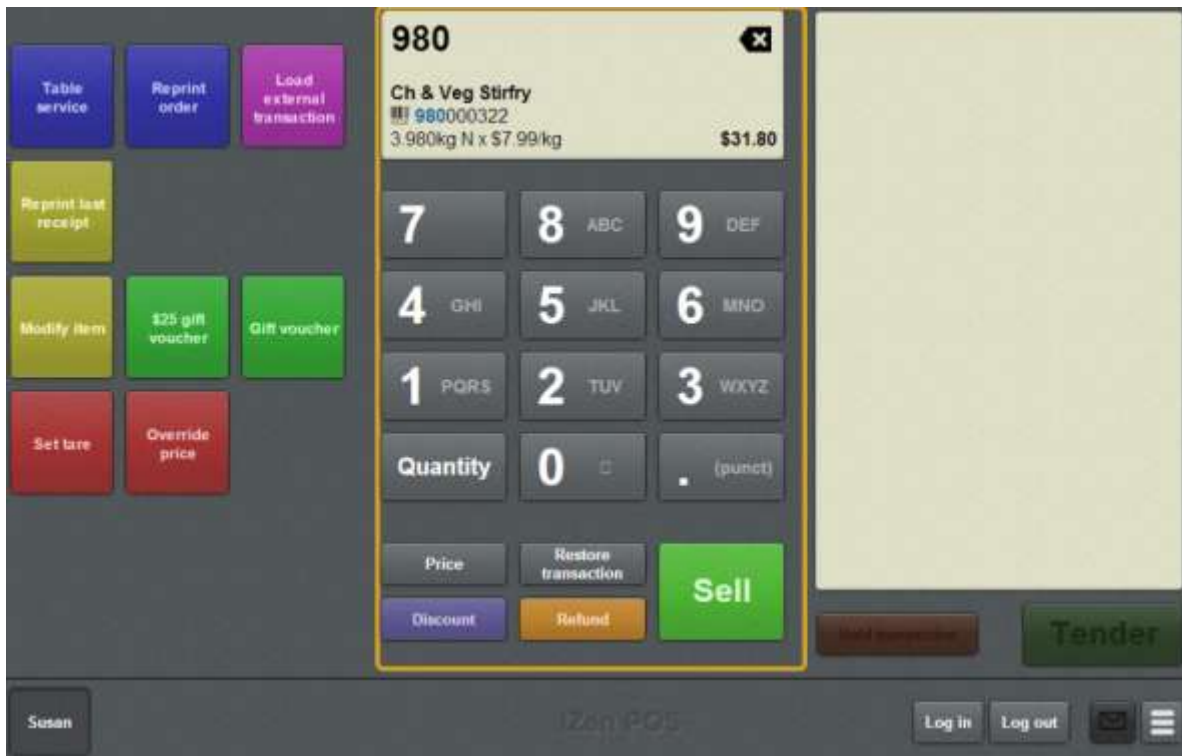 Table
service
Reprint
order
Load
external
transaction
Reprint last
receipt
Modify item
$25 gift
voucher
Gift voucher
Set tare
Override
price
980
Ch & Veg Stirfry
980000322
3.980kg N x $7.99/kg
$31.80
7
8 ABC
9 DEF
4 GHI
5 JKL
6 MNO
1 PQRS
2 TUV
3 WXYZ
Quantity
0
. (punct)
Price
Restore
transaction
Sell
Discount
Refund
Tender
Susan
POS
Log in
Log out